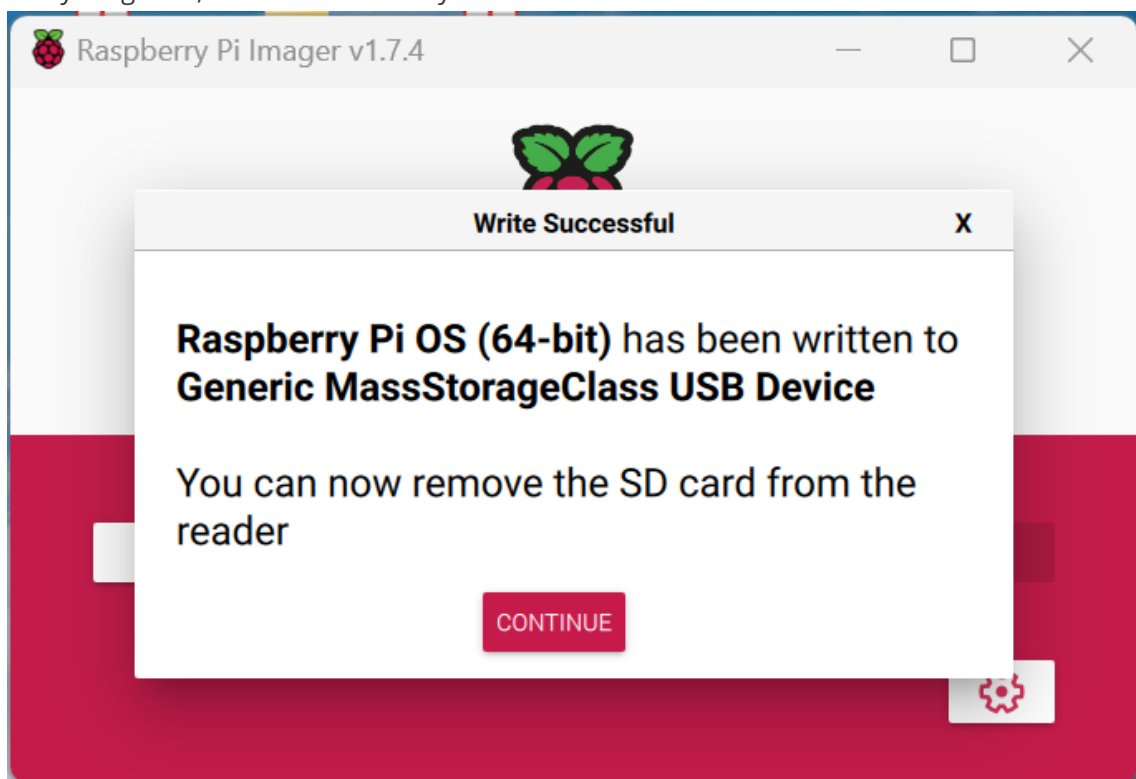 Raspberry Pi Imager v1.7.4
Write Successful X
Raspberry Pi OS (64-bit) has been written to
Generic MassStorageClass USB Device
You can now remove the SD card from the
reader
CONTINUE